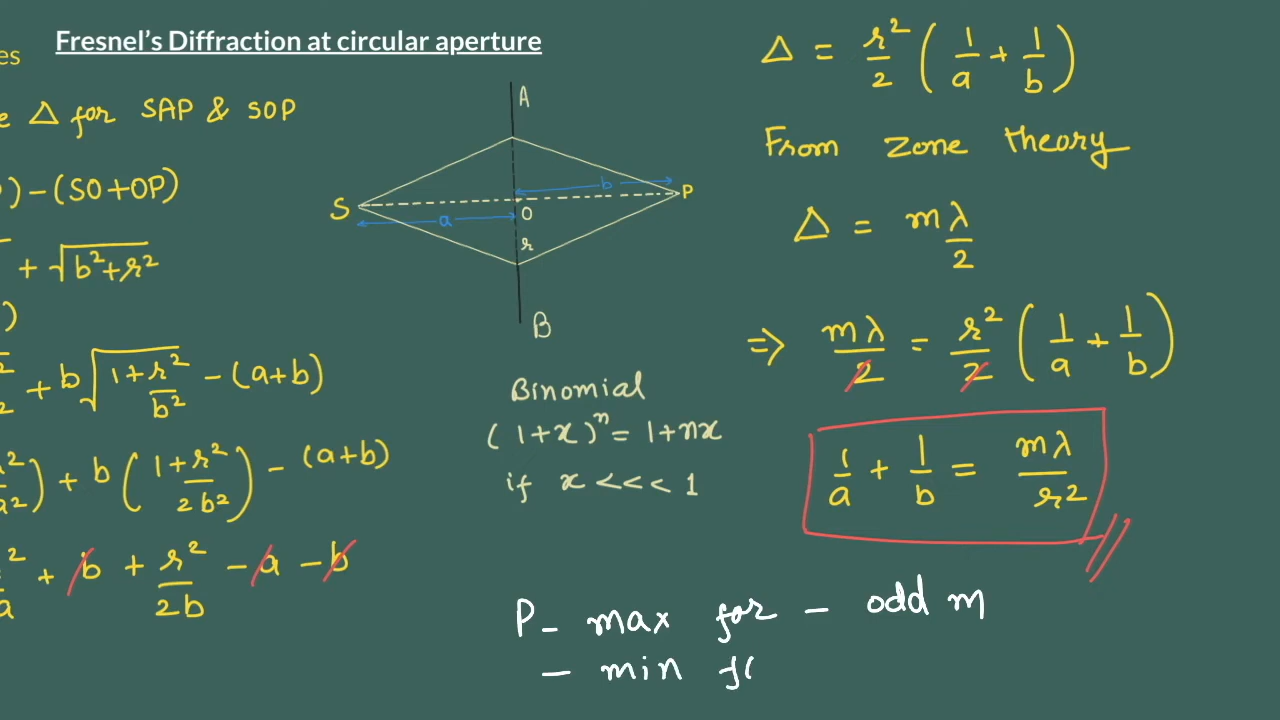 Fresnel's Diffraction at circular aperture
es
e Δ for SAP & SOP
) - (SO + OP)
+ √b² + r²
)
+ b √1 + r²/b² - (a+b)
) + b (1 + r²/2b²) - (a+b)
+ b + r²/2b - a - b
A
S
P
a
b
O
r
B
Binomial
(1+x)ⁿ = 1+nx
if x <<< 1
Δ = r²/2 (1/a + 1/b)
From zone theory
Δ = mλ/2
⇒ mλ/2 = r²/2 (1/a + 1/b)
1/a + 1/b = mλ/r²
P - max for - odd m
- min